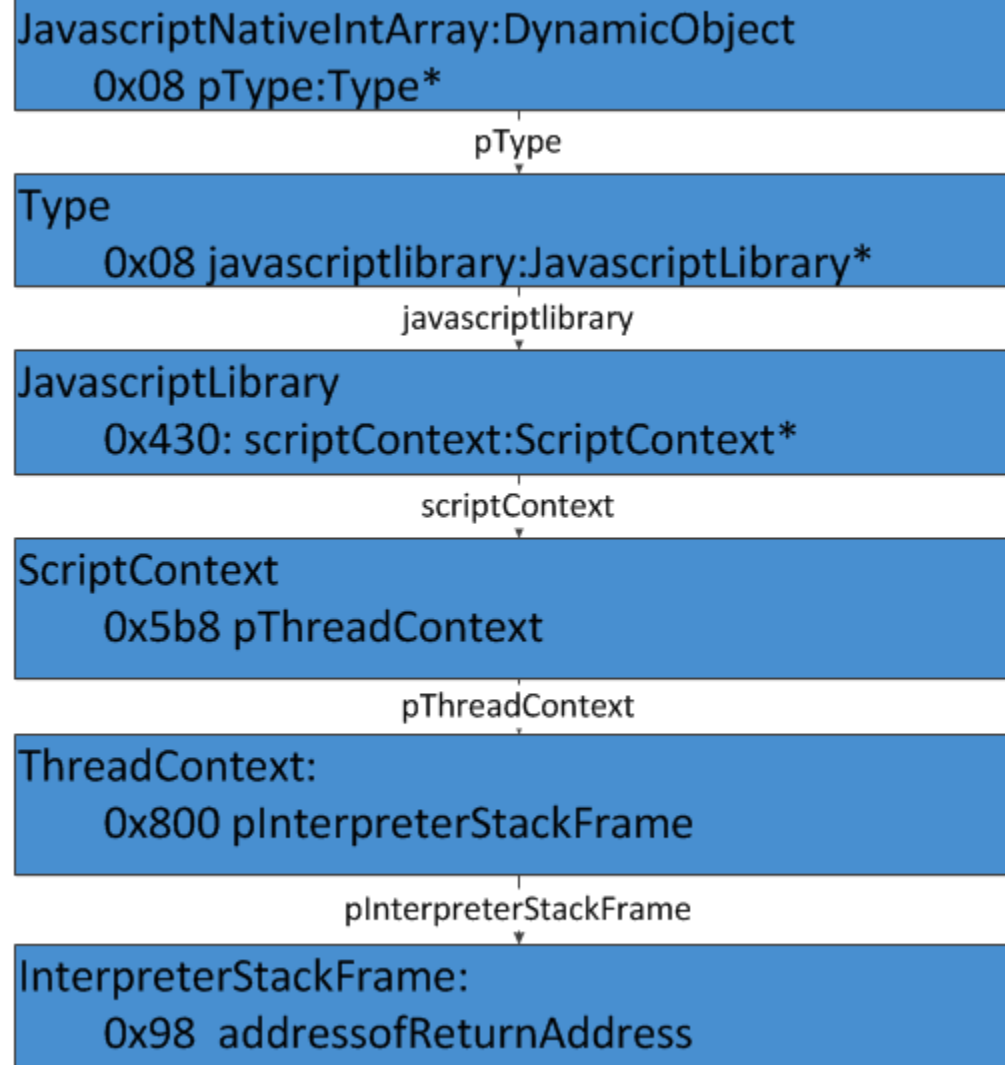 JavascriptNativeIntArray:DynamicObject
0x08 pType:Type*
pType
Type
0x08 javascriptlibrary:JavascriptLibrary*
javascriptlibrary
JavascriptLibrary
0x430: scriptContext:ScriptContext*
scriptContext
ScriptContext
0x5b8 pThreadContext
pThreadContext
ThreadContext:
0x800 pInterpreterStackFrame
pInterpreterStackFrame
InterpreterStackFrame:
0x98 addressofReturnAddress